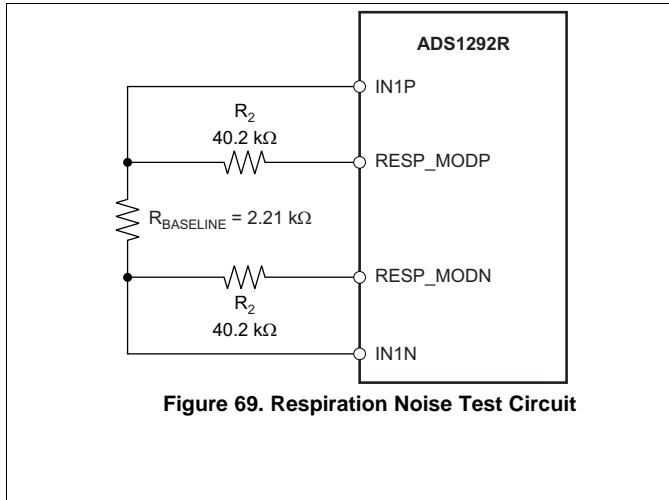 ADS1292R
IN1P
R2
40.2 kΩ
RESP_MODP
RBASELINE = 2.21 kΩ
RESP_MODN
R2
40.2 kΩ
IN1N
Figure 69. Respiration Noise Test Circuit